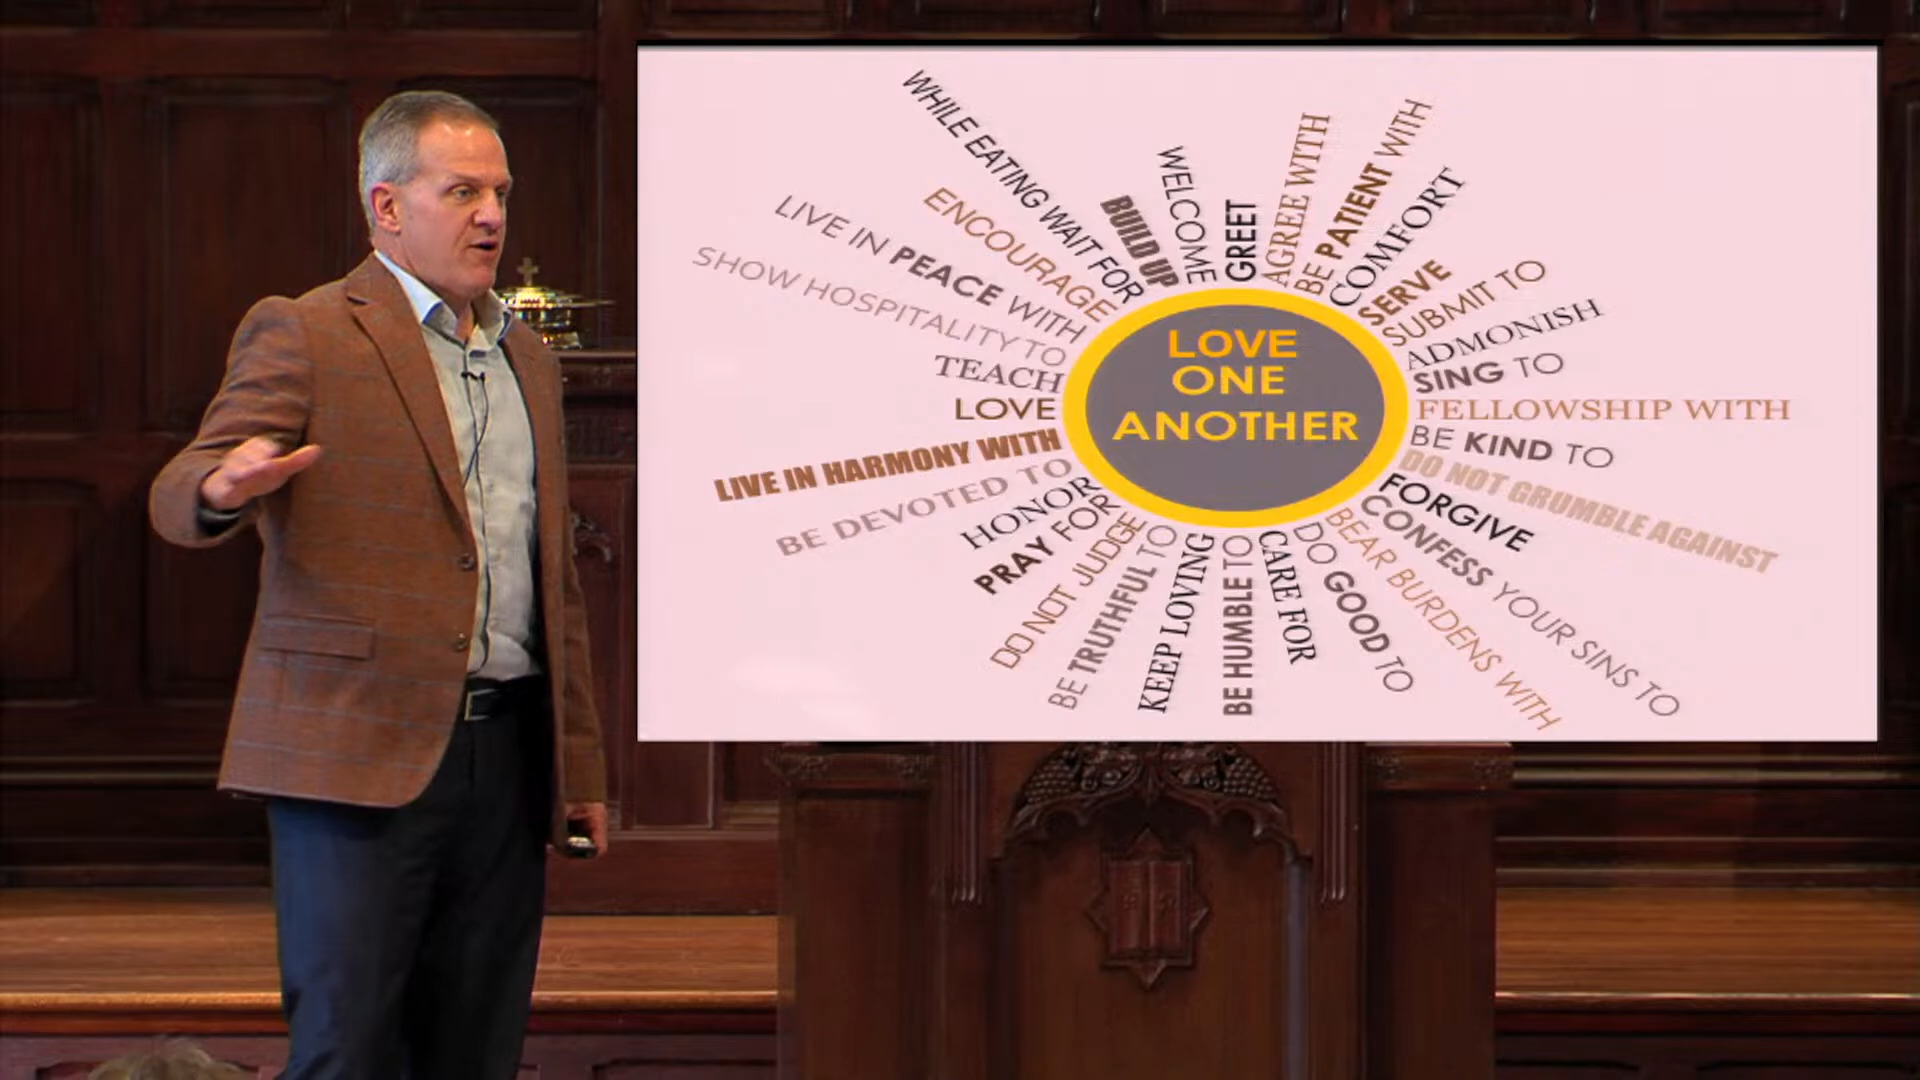 LOVE
ONE
ANOTHER
GREET
AGREE WITH
BE PATIENT WITH
COMFORT
SERVE
SUBMIT TO
ADMONISH
SING TO
FELLOWSHIP WITH
BE KIND TO
DO NOT GRUMBLE AGAINST
FORGIVE
CONFESS YOUR SINS TO
BEAR BURDENS WITH
DO GOOD TO
CARE FOR
BE HUMBLE TO
KEEP LOVING
BE TRUTHFUL TO
DO NOT JUDGE
PRAY FOR
HONOR
BE DEVOTED TO
LIVE IN HARMONY WITH
LOVE
TEACH
SHOW HOSPITALITY TO
LIVE IN PEACE WITH
ENCOURAGE
WHILE EATING WAIT FOR
BUILD UP
WELCOME